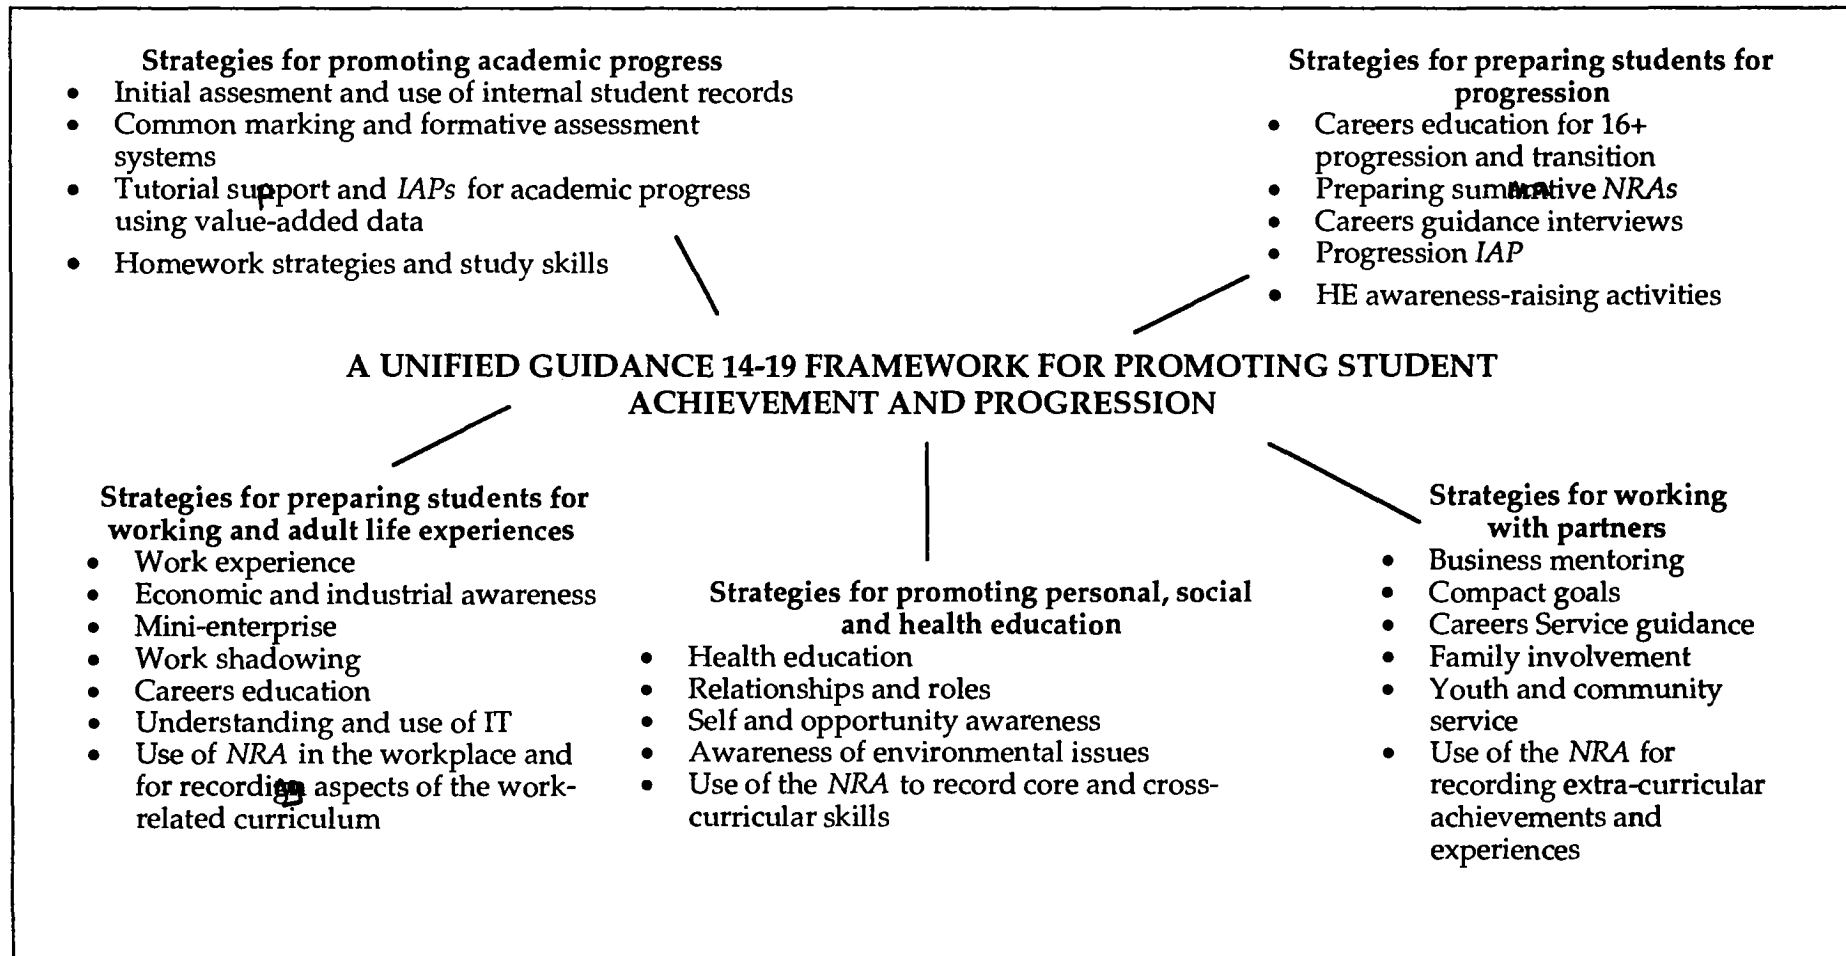 Strategies for promoting academic progress
• Initial assesment and use of internal student records
• Common marking and formative assessment
systems
• Tutorial support and IAPs for academic progress
using value-added data
• Homework strategies and study skills
Strategies for preparing students for
progression
• Careers education for 16+
progression and transition
• Preparing summative NRAs
• Careers guidance interviews
• Progression IAP
• HE awareness-raising activities
A UNIFIED GUIDANCE 14-19 FRAMEWORK FOR PROMOTING STUDENT
ACHIEVEMENT AND PROGRESSION
Strategies for preparing students for
working and adult life experiences
• Work experience
• Economic and industrial awareness
• Mini-enterprise
• Work shadowing
• Careers education
• Understanding and use of IT
• Use of NRA in the workplace and
for recording aspects of the work-
related curriculum
Strategies for promoting personal, social
and health education
• Health education
• Relationships and roles
• Self and opportunity awareness
• Awareness of environmental issues
• Use of the NRA to record core and cross-
curricular skills
Strategies for working
with partners
• Business mentoring
• Compact goals
• Careers Service guidance
• Family involvement
• Youth and community
service
• Use of the NRA for
recording extra-curricular
achievements and
experiences